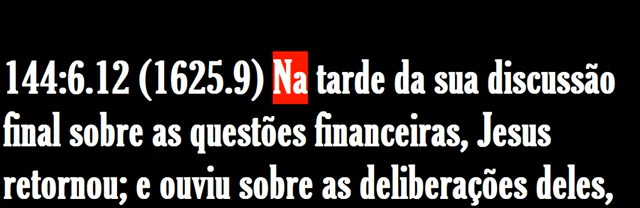 144:6.12 (1625.9) Na tarde da sua discussão
final sobre as questões financeiras, Jesus
retornou; e ouviu sobre as deliberações deles,